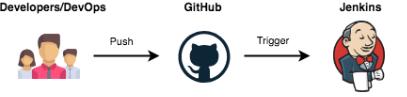 Developers/DevOps
GitHub
Jenkins
Push
Trigger